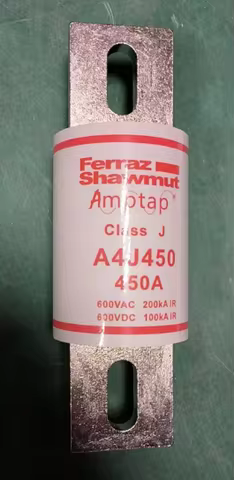 Ferraz
Shawmut
Amptap
Class J
A4J450
450A
600VAC 200kA IR
600VDC 100kA IR